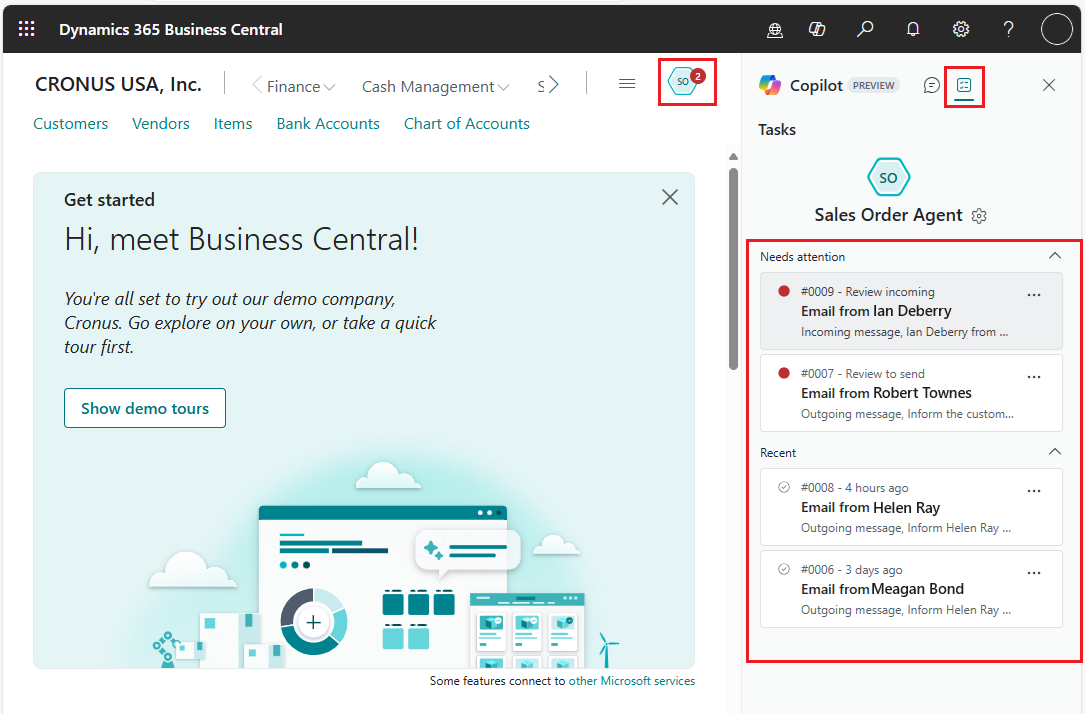 Dynamics 365 Business Central
CRONUS USA, Inc.
Finance
Cash Management
S
SO
2
Customers
Vendors
Items
Bank Accounts
Chart of Accounts
Get started
Hi, meet Business Central!
You're all set to try out our demo company,
Cronus. Go explore on your own, or take a quick
tour first.
Show demo tours
Some features connect to other Microsoft services
Copilot PREVIEW
Tasks
SO
Sales Order Agent
Needs attention
#0009 - Review incoming
Email from Ian Deberry
Incoming message, Ian Deberry from ...
#0007 - Review to send
Email from Robert Townes
Outgoing message, Inform the custom...
Recent
#0008 - 4 hours ago
Email from Helen Ray
Outgoing message, Inform Helen Ray ...
#0006 - 3 days ago
Email from Meagan Bond
Outgoing message, Inform Helen Ray ...